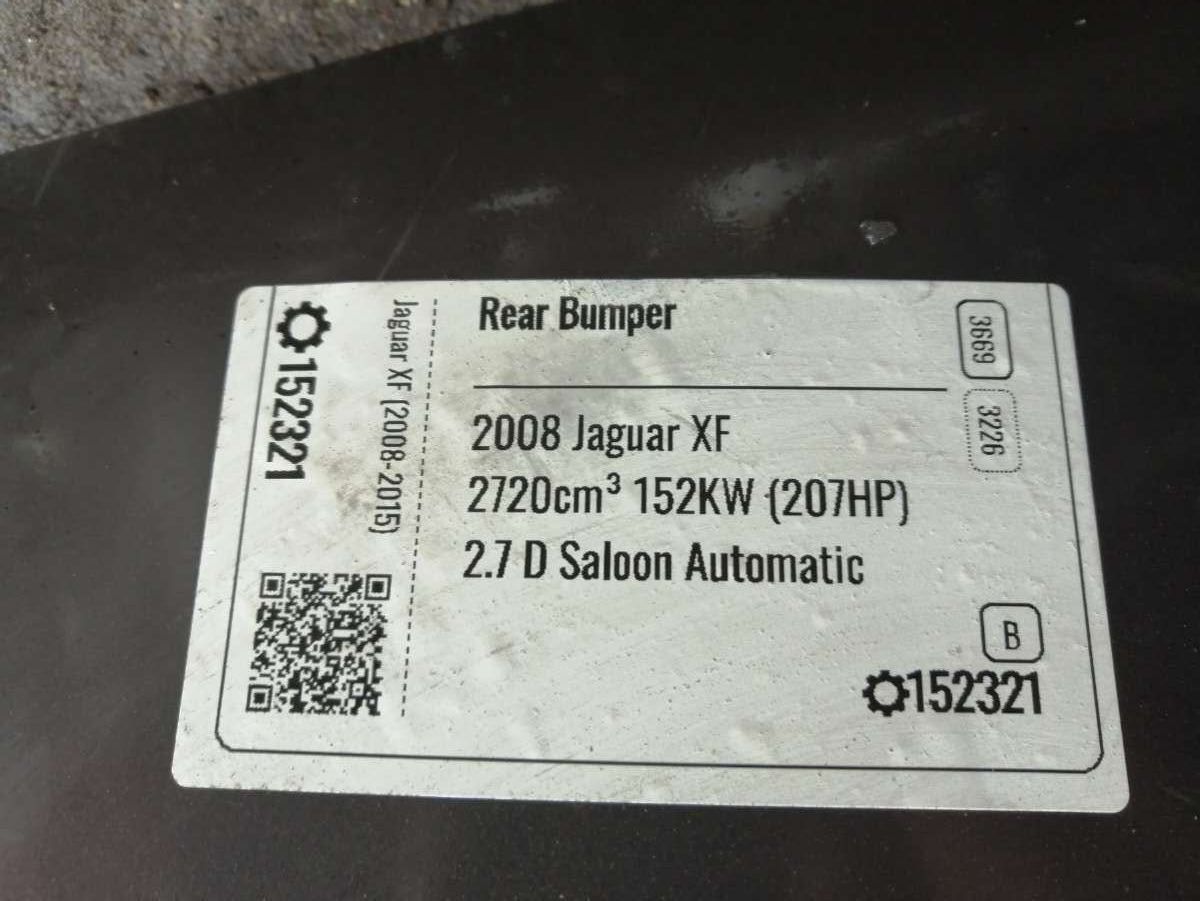 Rear Bumper
3669
3226
2008 Jaguar XF
2720cm³ 152KW (207HP)
2.7 D Saloon Automatic
B
152321
152321
Jaguar XF (2008-2015)